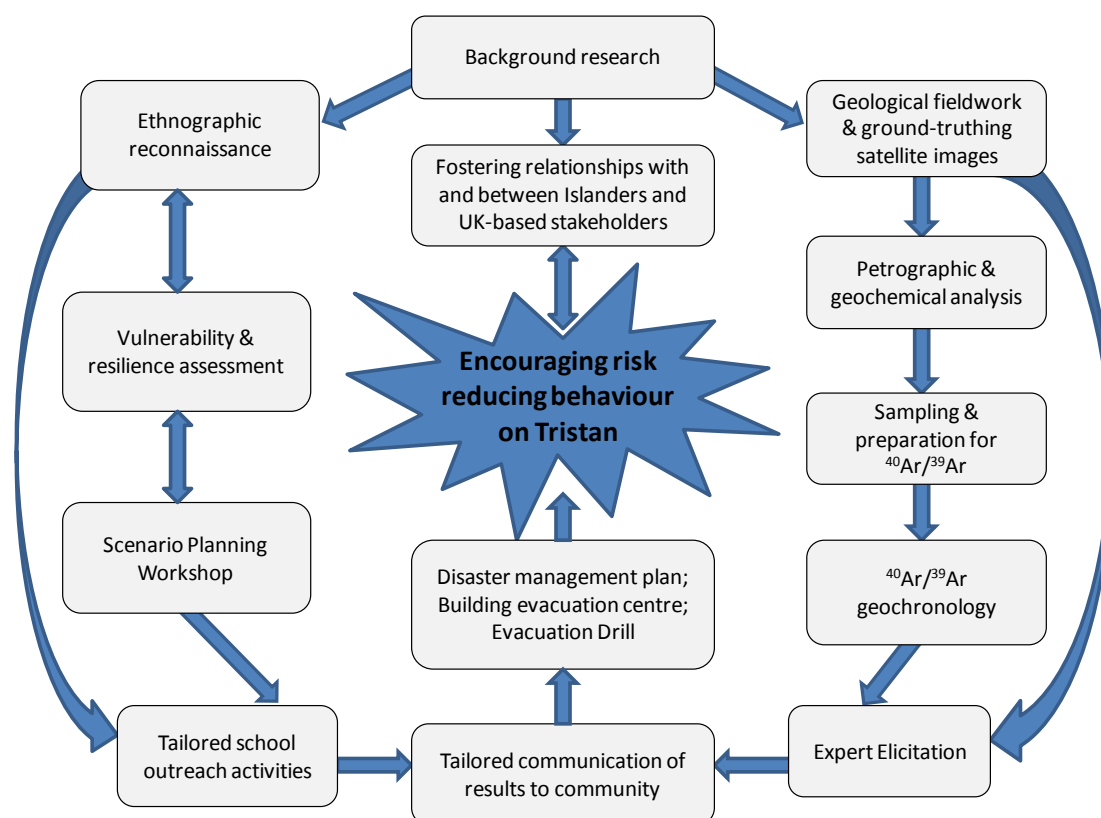 Background research
Ethnographic
reconnaissance
Geological fieldwork
& ground-truthing
satellite images
Fostering relationships with
and between Islanders and
UK-based stakeholders
Petrographic &
geochemical analysis
Vulnerability &
resilience assessment
Encouraging risk
reducing behaviour
on Tristan
Sampling &
preparation for
⁴⁰Ar/³⁹Ar
Scenario Planning
Workshop
Disaster management plan;
Building evacuation centre;
Evacuation Drill
⁴⁰Ar/³⁹Ar
geochronology
Tailored school
outreach activities
Tailored communication of
results to community
Expert Elicitation